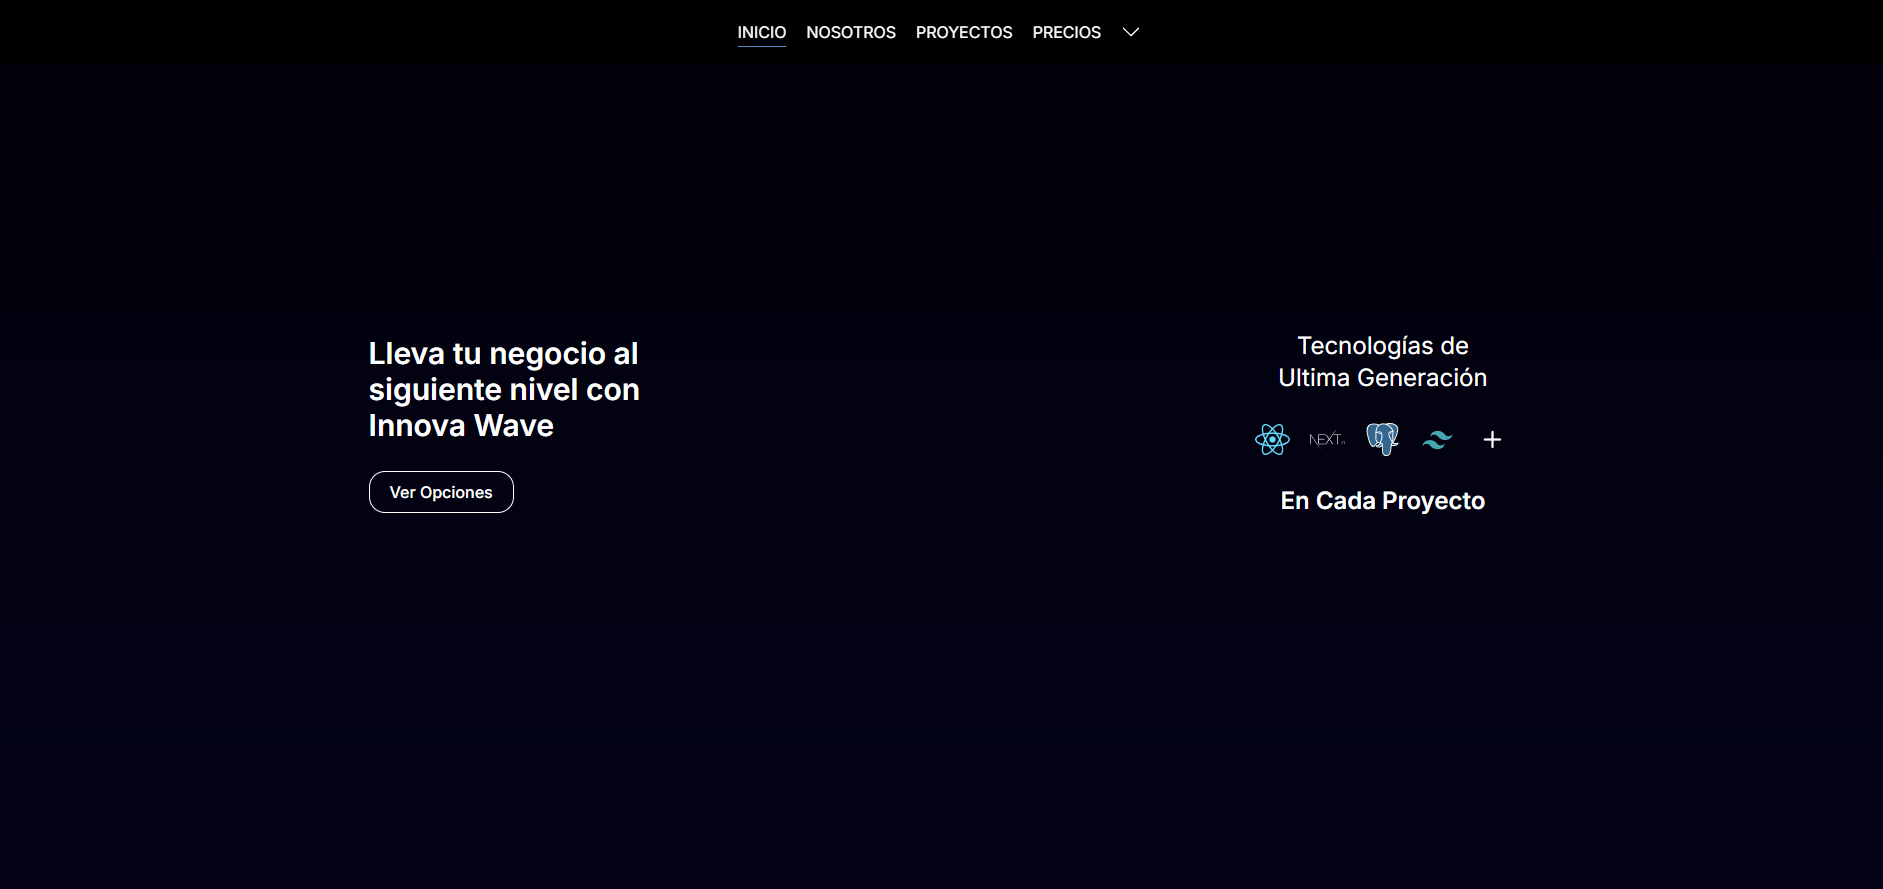 INICIO NOSOTROS PROYECTOS PRECIOS
Lleva tu negocio al
siguiente nivel con
Innova Wave
Ver Opciones
Tecnologías de
Ultima Generación
NEXT
En Cada Proyecto